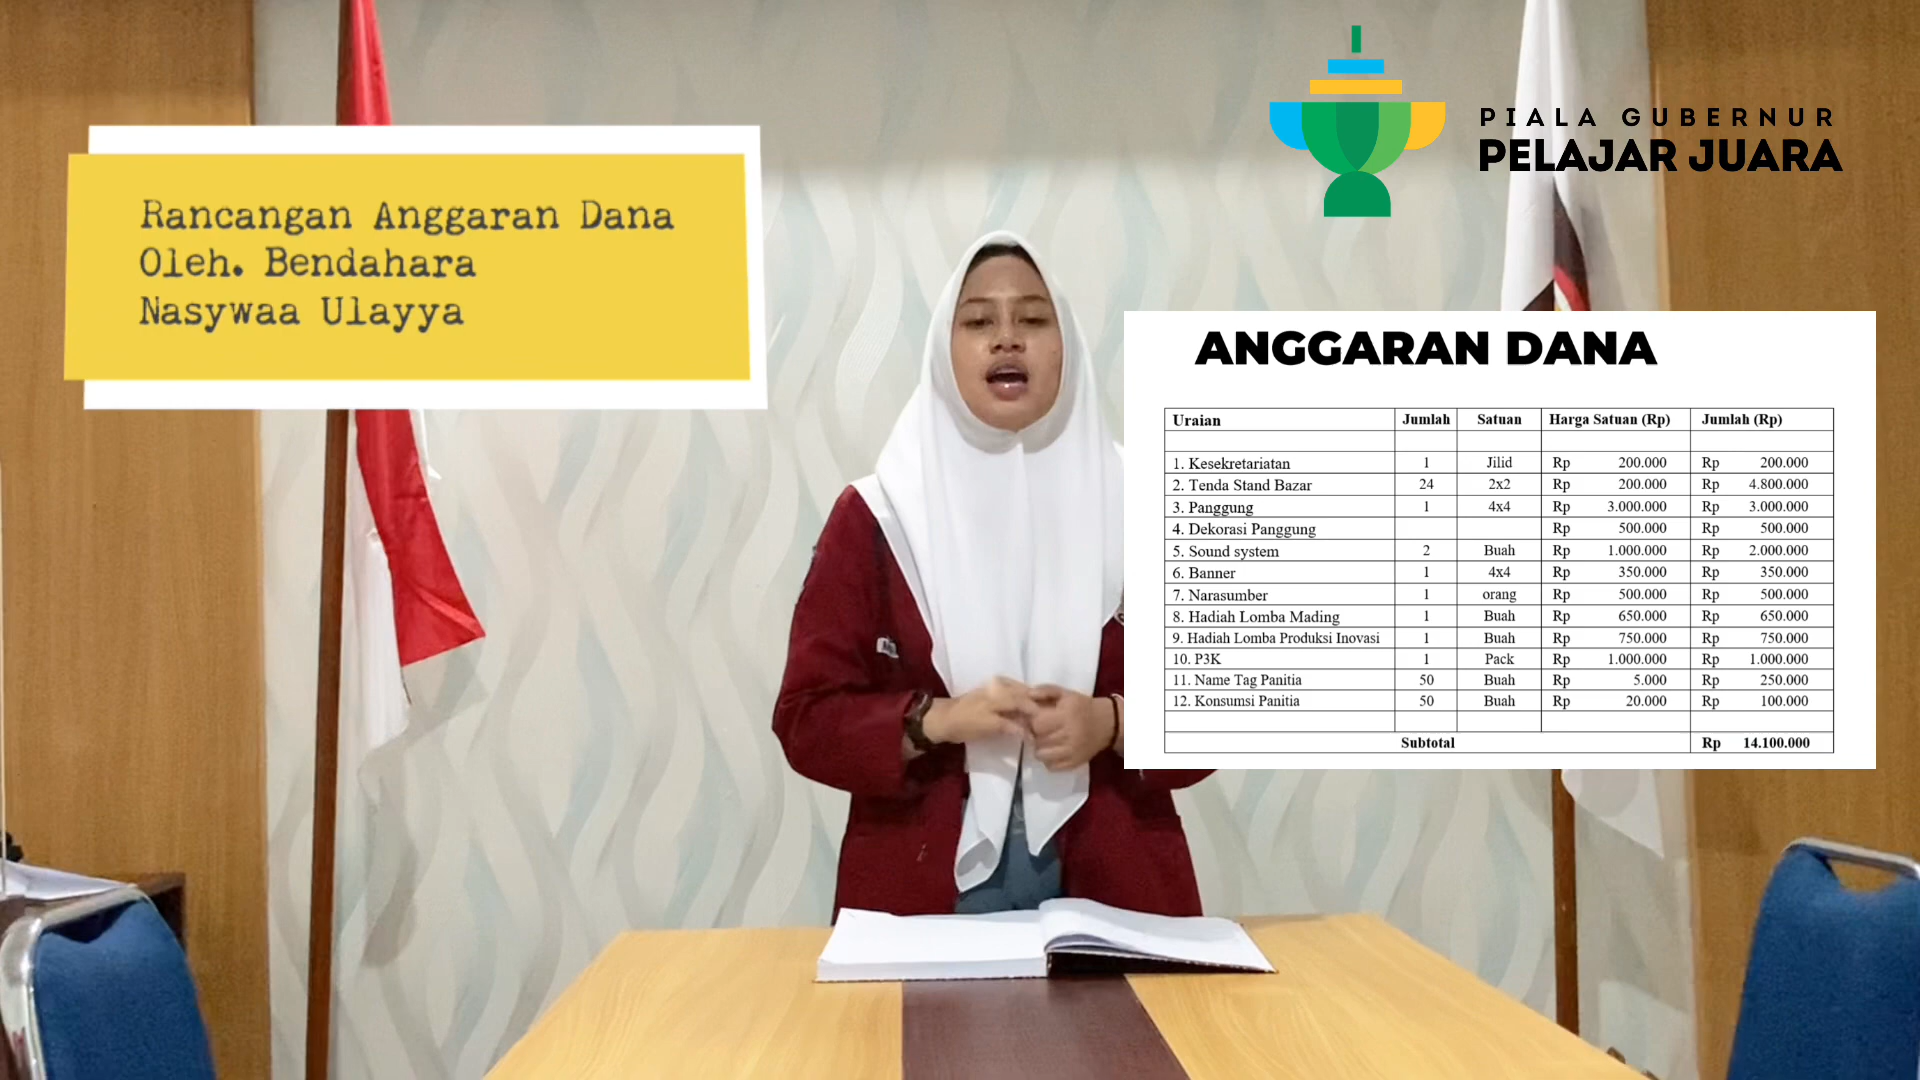 Rancangan Anggaran Dana
Oleh. Bendahara
Nasywaa Ulayya
PIALA GUBERNUR
PELAJAR JUARA
ANGGARAN DANA
Uraian Jumlah Satuan Harga Satuan (Rp) Jumlah (Rp)
1. Kesekretariatan 1 Jilid Rp 200.000 Rp 200.000
2. Tenda Stand Bazar 24 2x2 Rp 200.000 Rp 4.800.000
3. Panggung 1 4x4 Rp 3.000.000 Rp 3.000.000
4. Dekorasi Panggung Rp 500.000 Rp 500.000
5. Sound system 2 Buah Rp 1.000.000 Rp 2.000.000
6. Banner 1 4x4 Rp 350.000 Rp 350.000
7. Narasumber 1 orang Rp 500.000 Rp 500.000
8. Hadiah Lomba Mading 1 Buah Rp 650.000 Rp 650.000
9. Hadiah Lomba Produksi Inovasi 1 Buah Rp 750.000 Rp 750.000
10. P3K 1 Pack Rp 1.000.000 Rp 1.000.000
11. Name Tag Panitia 50 Buah Rp 5.000 Rp 250.000
12. Konsumsi Panitia 50 Buah Rp 20.000 Rp 100.000
Subtotal Rp 14.100.000